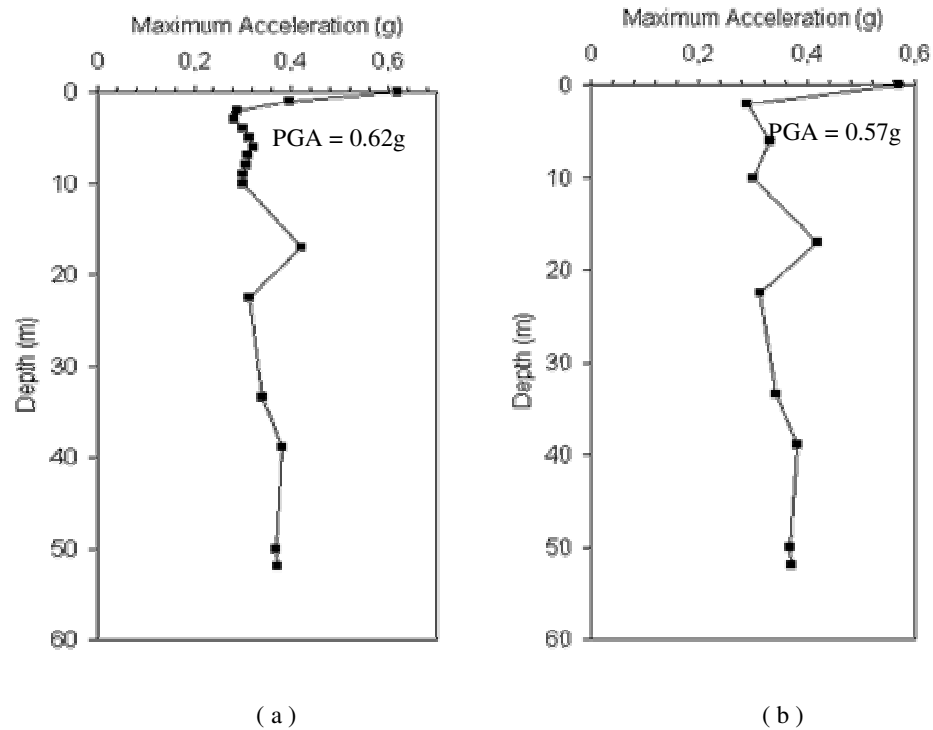 Maximum Acceleration (g)
0 0,2 0,4 0,6
0
10
20
30
40
50
60
Depth (m)
PGA = 0.62g
( a )
Maximum Acceleration (g)
0 0,2 0,4 0,6
0
10
20
30
40
50
60
Depth (m)
PGA = 0.57g
( b )